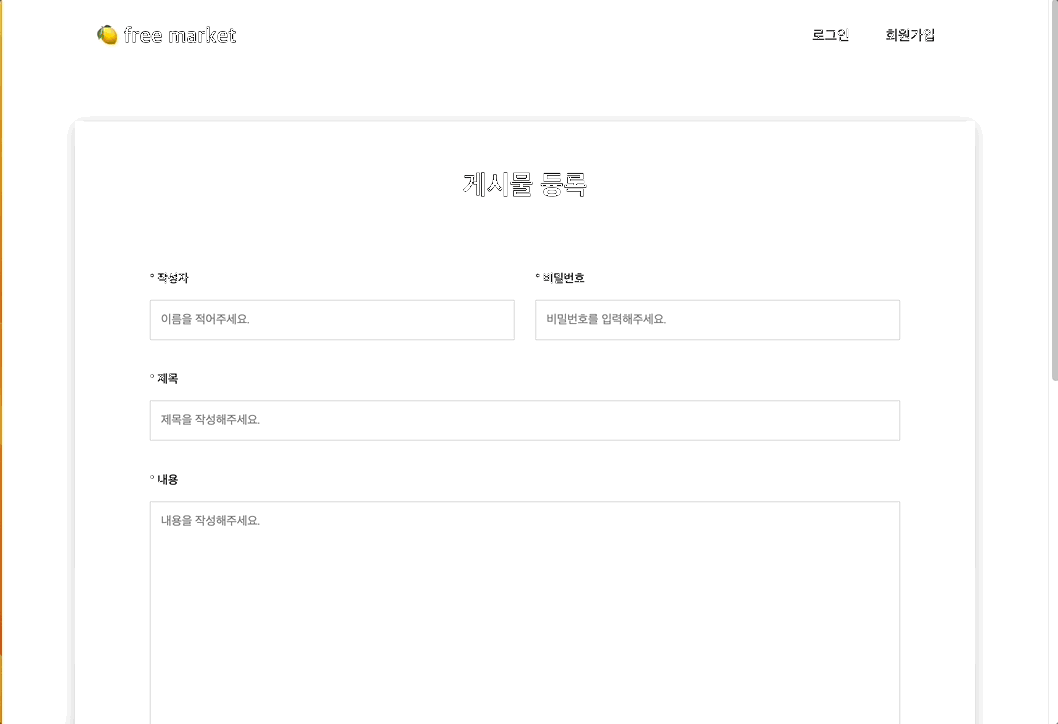 free market
로그인 회원가입
게시물 등록
° 작성자 ° 비밀번호
이름을 적어주세요. 비밀번호를 입력해주세요.
° 제목
제목을 작성해주세요.
° 내용
내용을 작성해주세요.